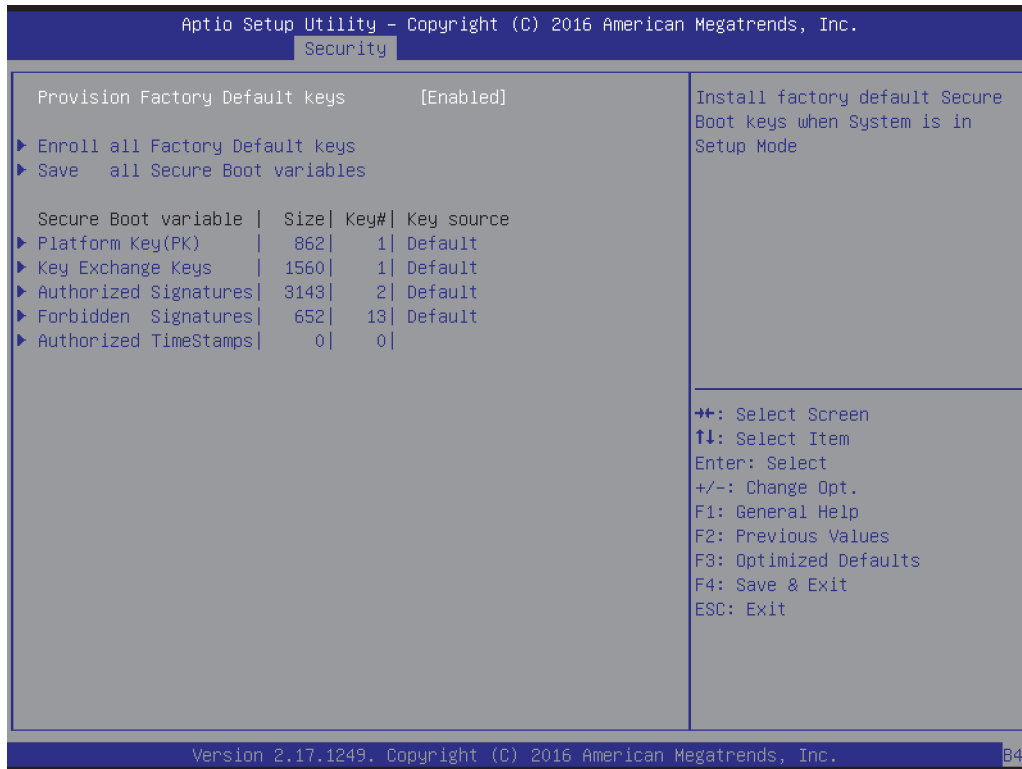 Aptio Setup Utility – Copyright (C) 2016 American Megatrends, Inc.
Security
Provision Factory Default keys [Enabled]
▶ Enroll all Factory Default keys
▶ Save all Secure Boot variables
Secure Boot variable | Size| Key#| Key source
▶ Platform Key(PK) | 862| 1| Default
▶ Key Exchange Keys | 1560| 1| Default
▶ Authorized Signatures| 3143| 2| Default
▶ Forbidden Signatures| 652| 13| Default
▶ Authorized TimeStamps| 0| 0|
Install factory default Secure
Boot keys when System is in
Setup Mode
→←: Select Screen
↑↓: Select Item
Enter: Select
+/-: Change Opt.
F1: General Help
F2: Previous Values
F3: Optimized Defaults
F4: Save & Exit
ESC: Exit
Version 2.17.1249. Copyright (C) 2016 American Megatrends, Inc.
B4